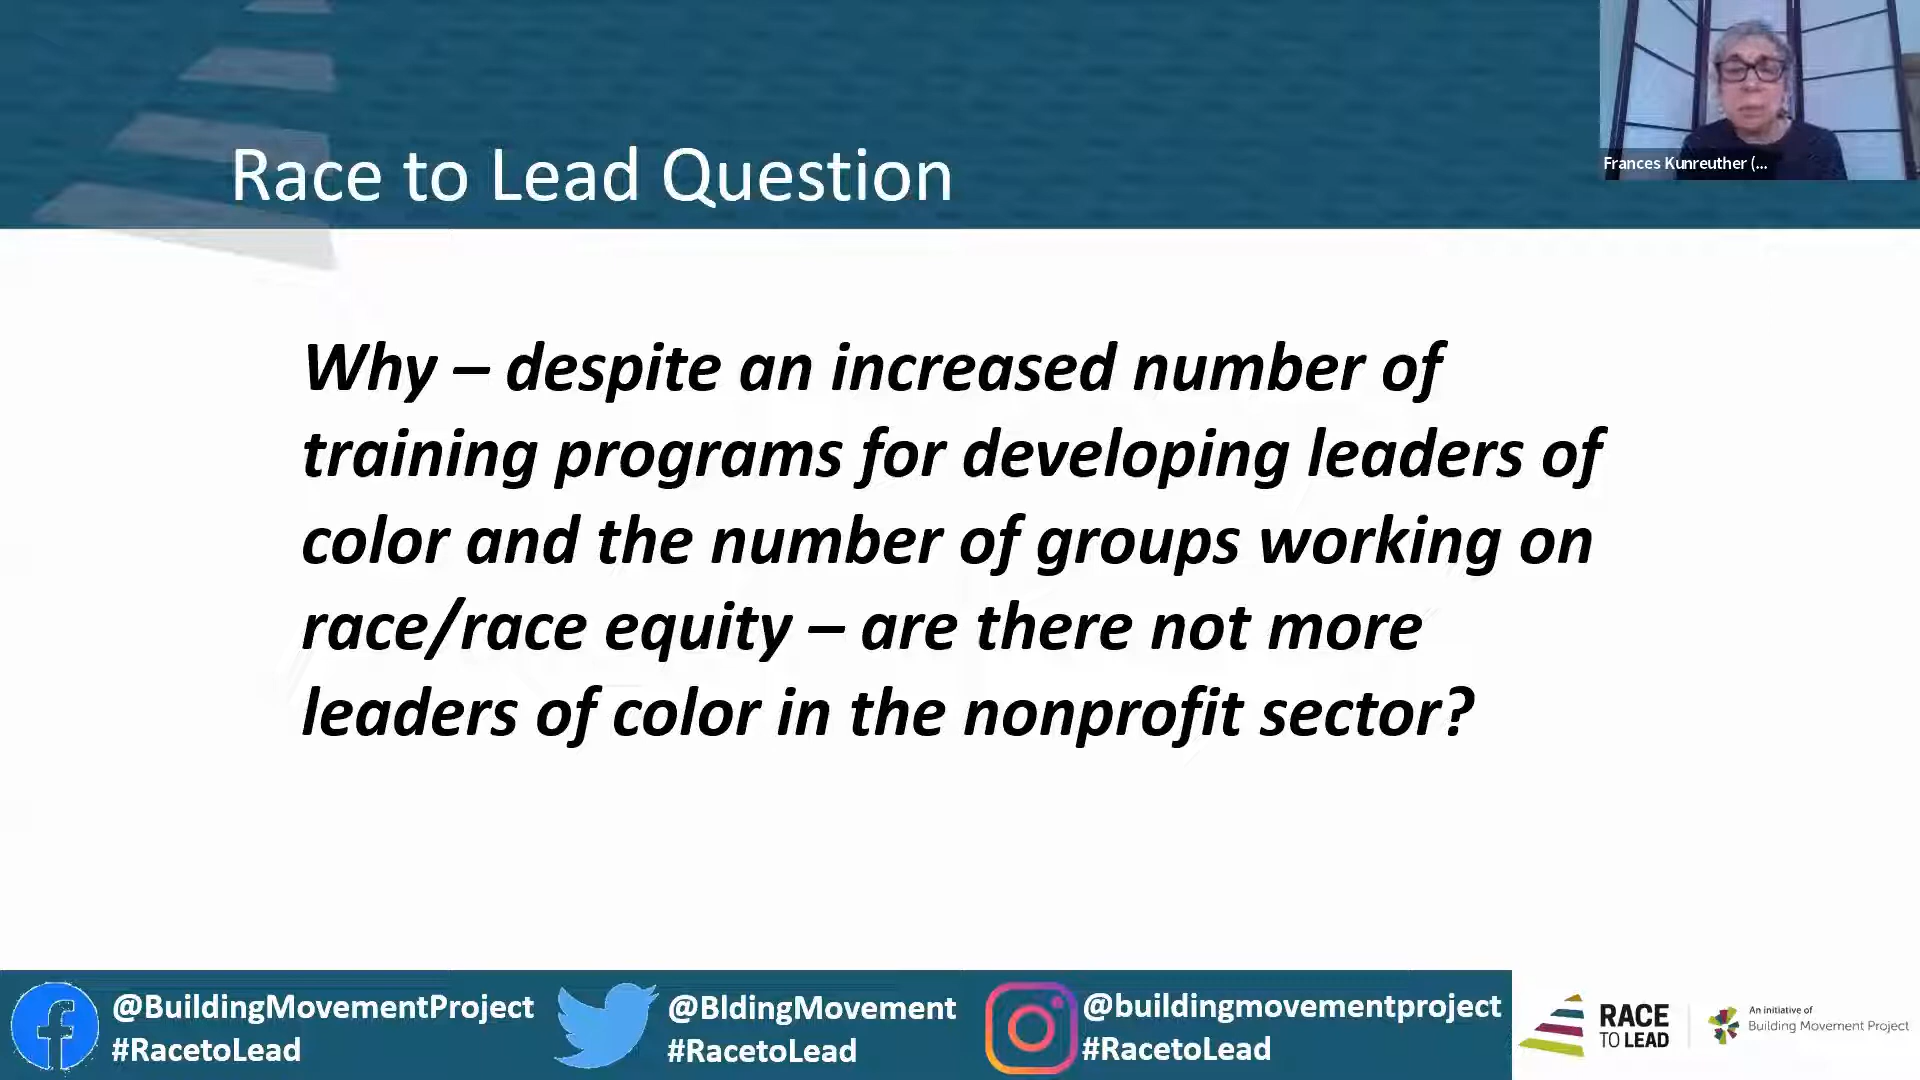 Race to Lead Question
Frances Kunreuther (...
Why – despite an increased number of
training programs for developing leaders of
color and the number of groups working on
race/race equity – are there not more
leaders of color in the nonprofit sector?
@BuildingMovementProject
#RacetoLead
@BldingMovement
#RacetoLead
@buildingmovementproject
#RacetoLead
RACE
TO LEAD
An initiative of
Building Movement Project